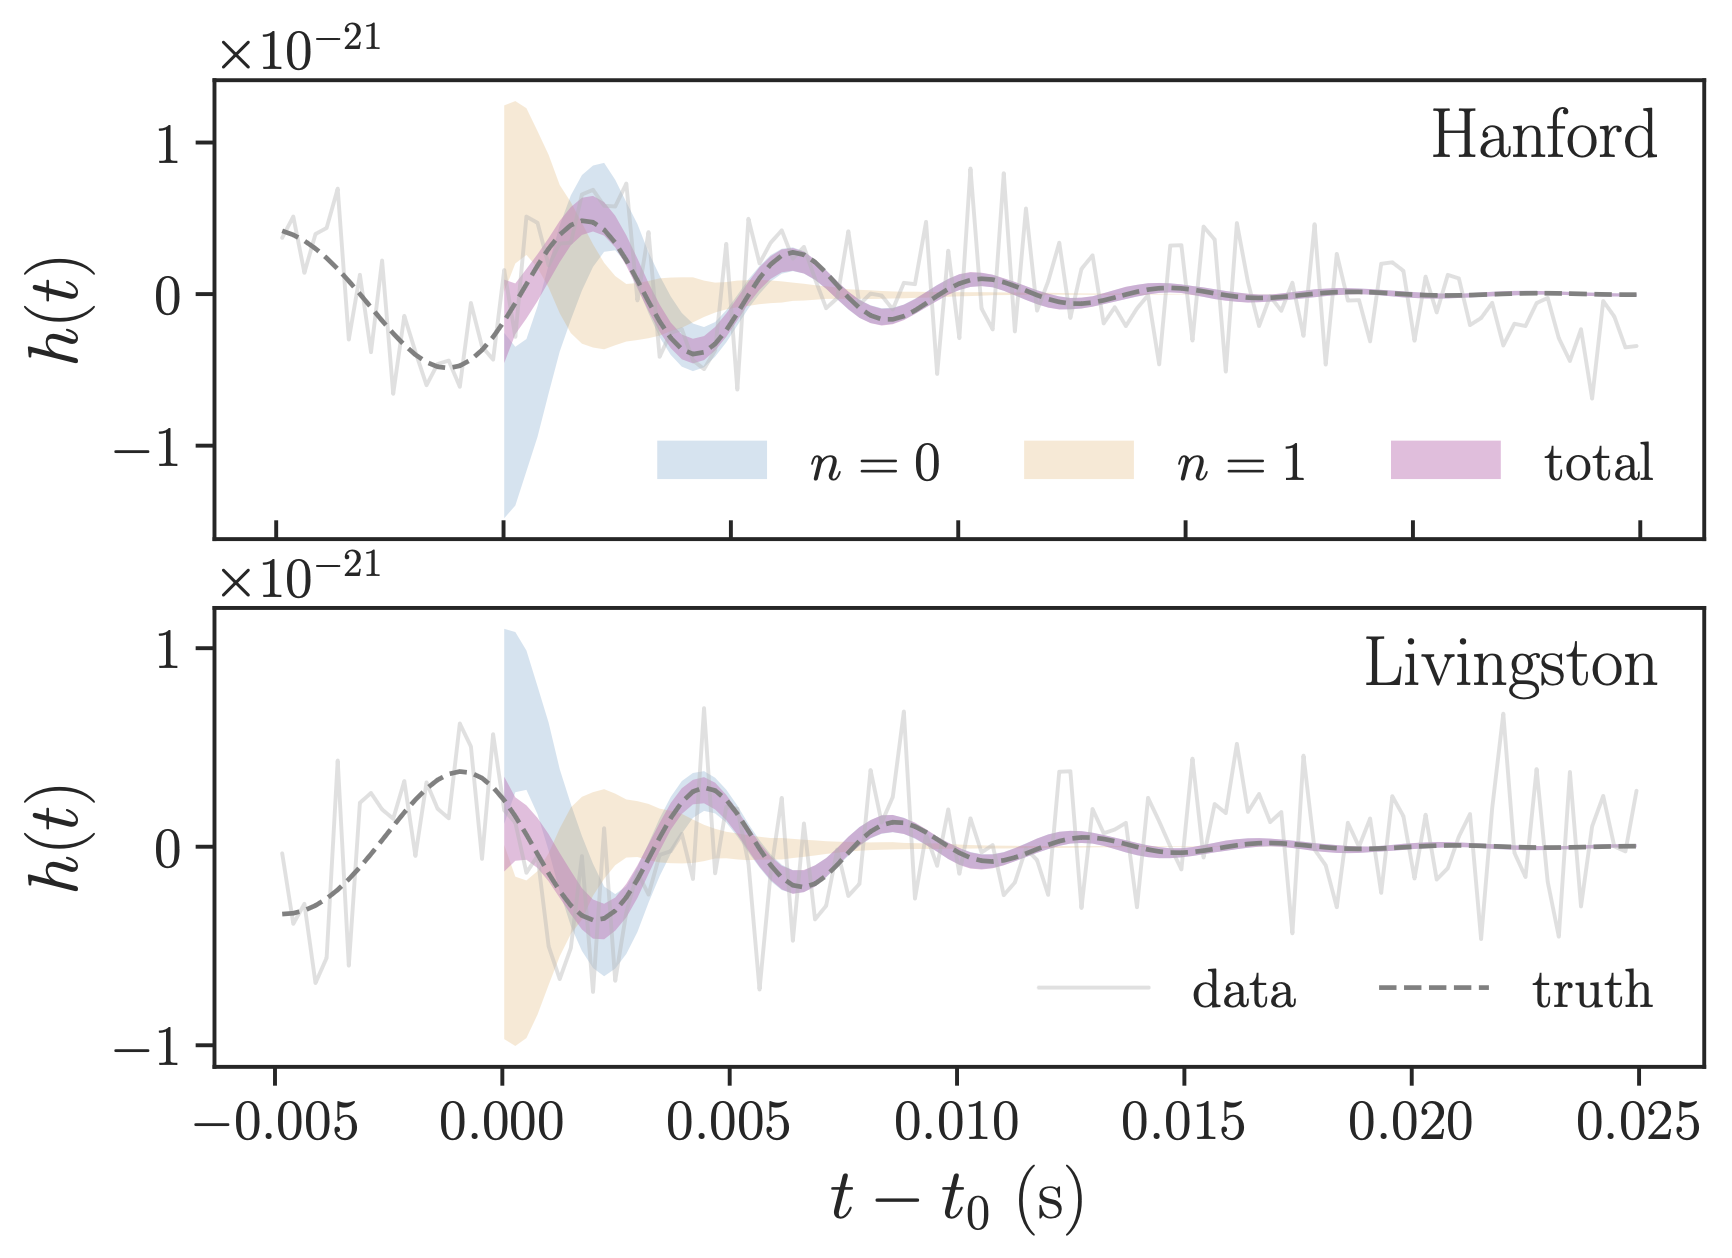 ×10⁻²¹
Hanford
1
0
−1
h(t)
n = 0 n = 1 total
×10⁻²¹
Livingston
1
0
−1
h(t)
data truth
−0.005 0.000 0.005 0.010 0.015 0.020 0.025
t − t₀ (s)